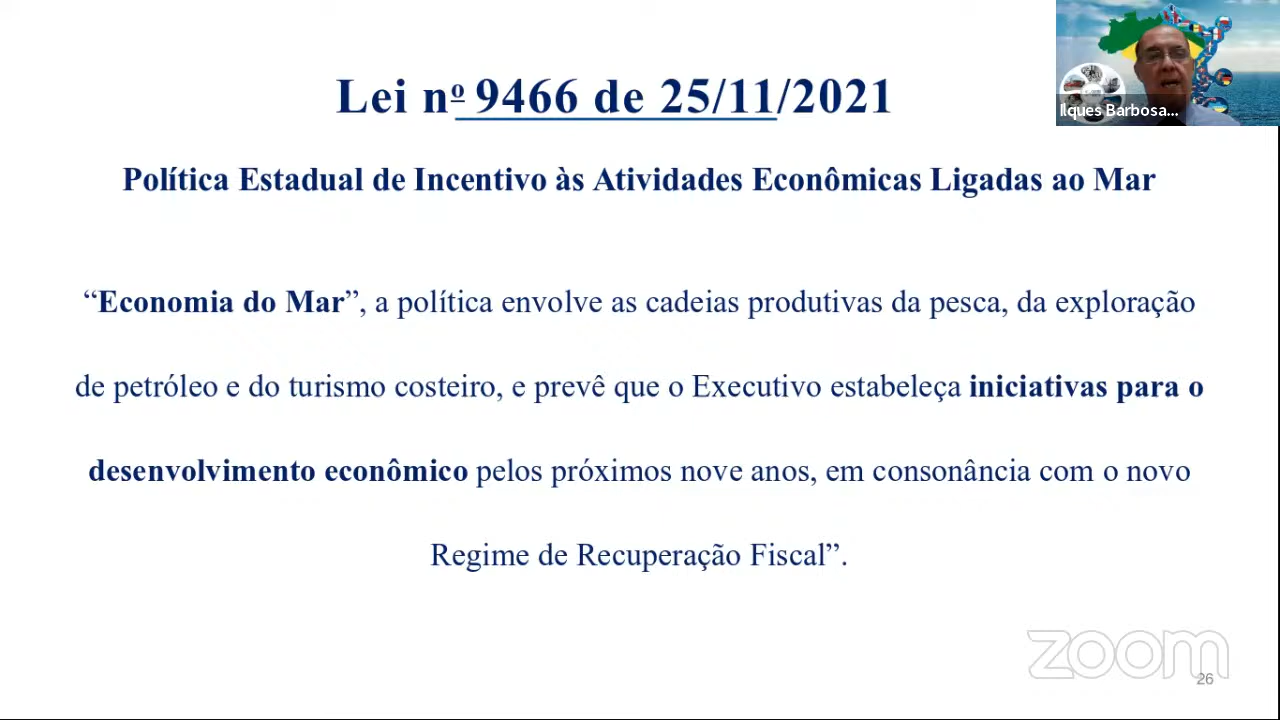 Lei nº 9466 de 25/11/2021
Ilques Barbosa...
Política Estadual de Incentivo às Atividades Econômicas Ligadas ao Mar
“Economia do Mar”, a política envolve as cadeias produtivas da pesca, da exploração
de petróleo e do turismo costeiro, e prevê que o Executivo estabeleça iniciativas para o
desenvolvimento econômico pelos próximos nove anos, em consonância com o novo
Regime de Recuperação Fiscal”.
zoom
26